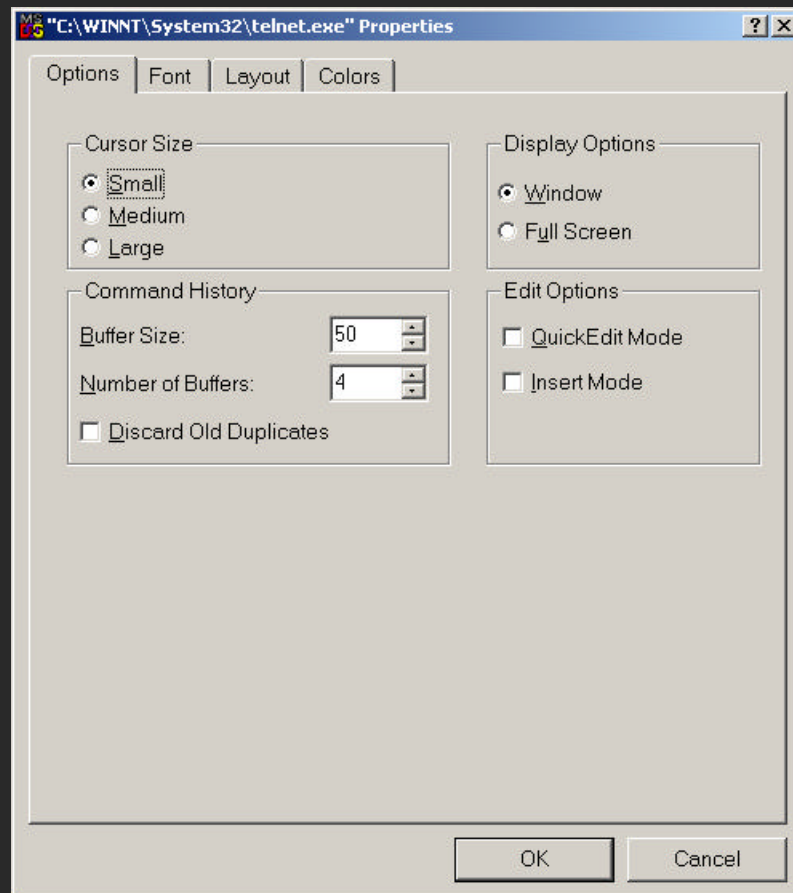 "C:\WINNT\System32\telnet.exe" Properties
Options Font Layout Colors
Cursor Size
Small
Medium
Large
Display Options
Window
Full Screen
Command History
Buffer Size: 50
Number of Buffers: 4
Discard Old Duplicates
Edit Options
QuickEdit Mode
Insert Mode
OK Cancel